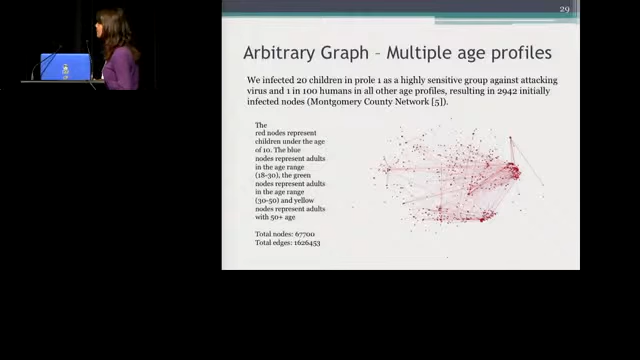 29
Arbitrary Graph – Multiple age profiles
We infected 20 children in prole 1 as a highly sensitive group against attacking
virus and 1 in 100 humans in all other age profiles, resulting in 2942 initially
infected nodes (Montgomery County Network [5]).
The
red nodes represent
children under the age
of 10. The blue
nodes represent adults
in the age range
(18-30), the green
nodes represent adults
in the age range
(30-50) and yellow
nodes represent adults
with 50+ age
Total nodes: 67700
Total edges: 1626453